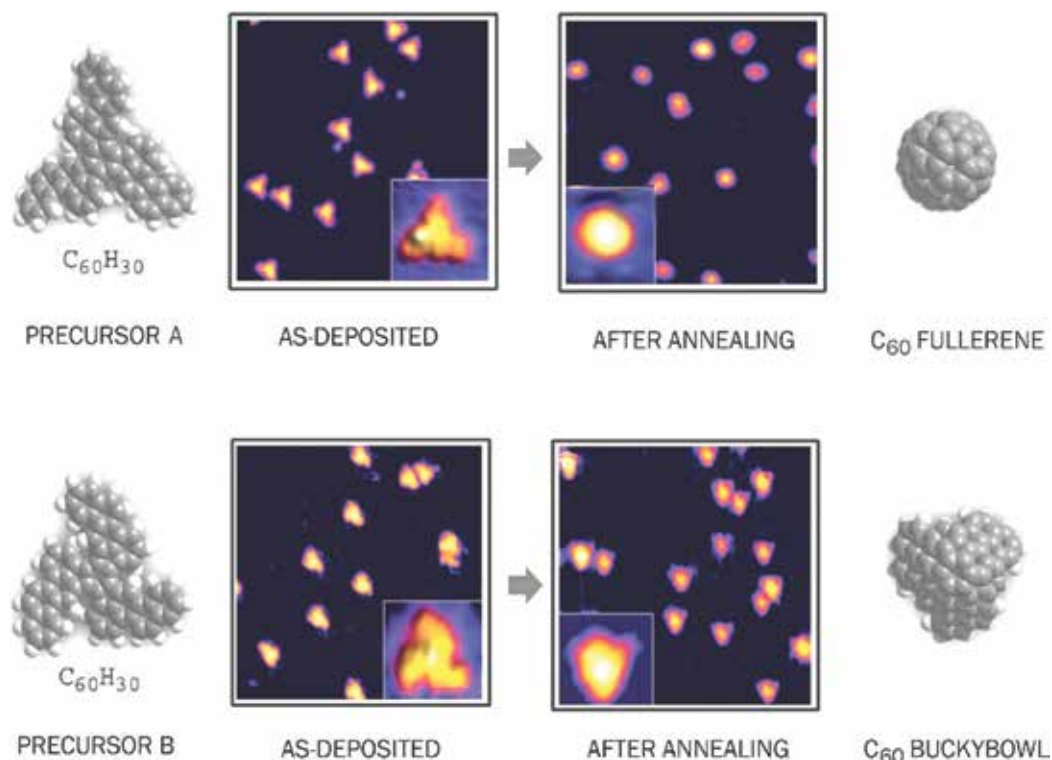 C₆₀H₃₀
PRECURSOR A
AS-DEPOSITED
AFTER ANNEALING
C₆₀ FULLERENE
C₆₀H₃₀
PRECURSOR B
AS-DEPOSITED
AFTER ANNEALING
C₆₀ BUCKYBOWL